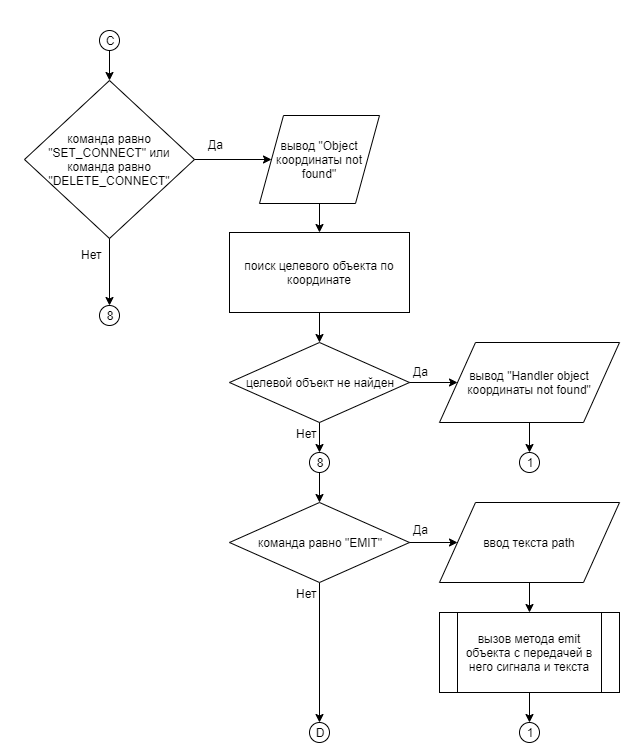 C
команда равно
"SET_CONNECT" или
команда равно
"DELETE_CONNECT"
Да
вывод "Object
координаты not
found"
Нет
8
поиск целевого объекта по
координате
целевой объект не найден
Да
вывод "Handler object
координаты not found"
Нет
8
1
команда равно "EMIT"
Да
ввод текста path
Нет
вызов метода emit
объекта с передачей в
него сигнала и текста
D
1